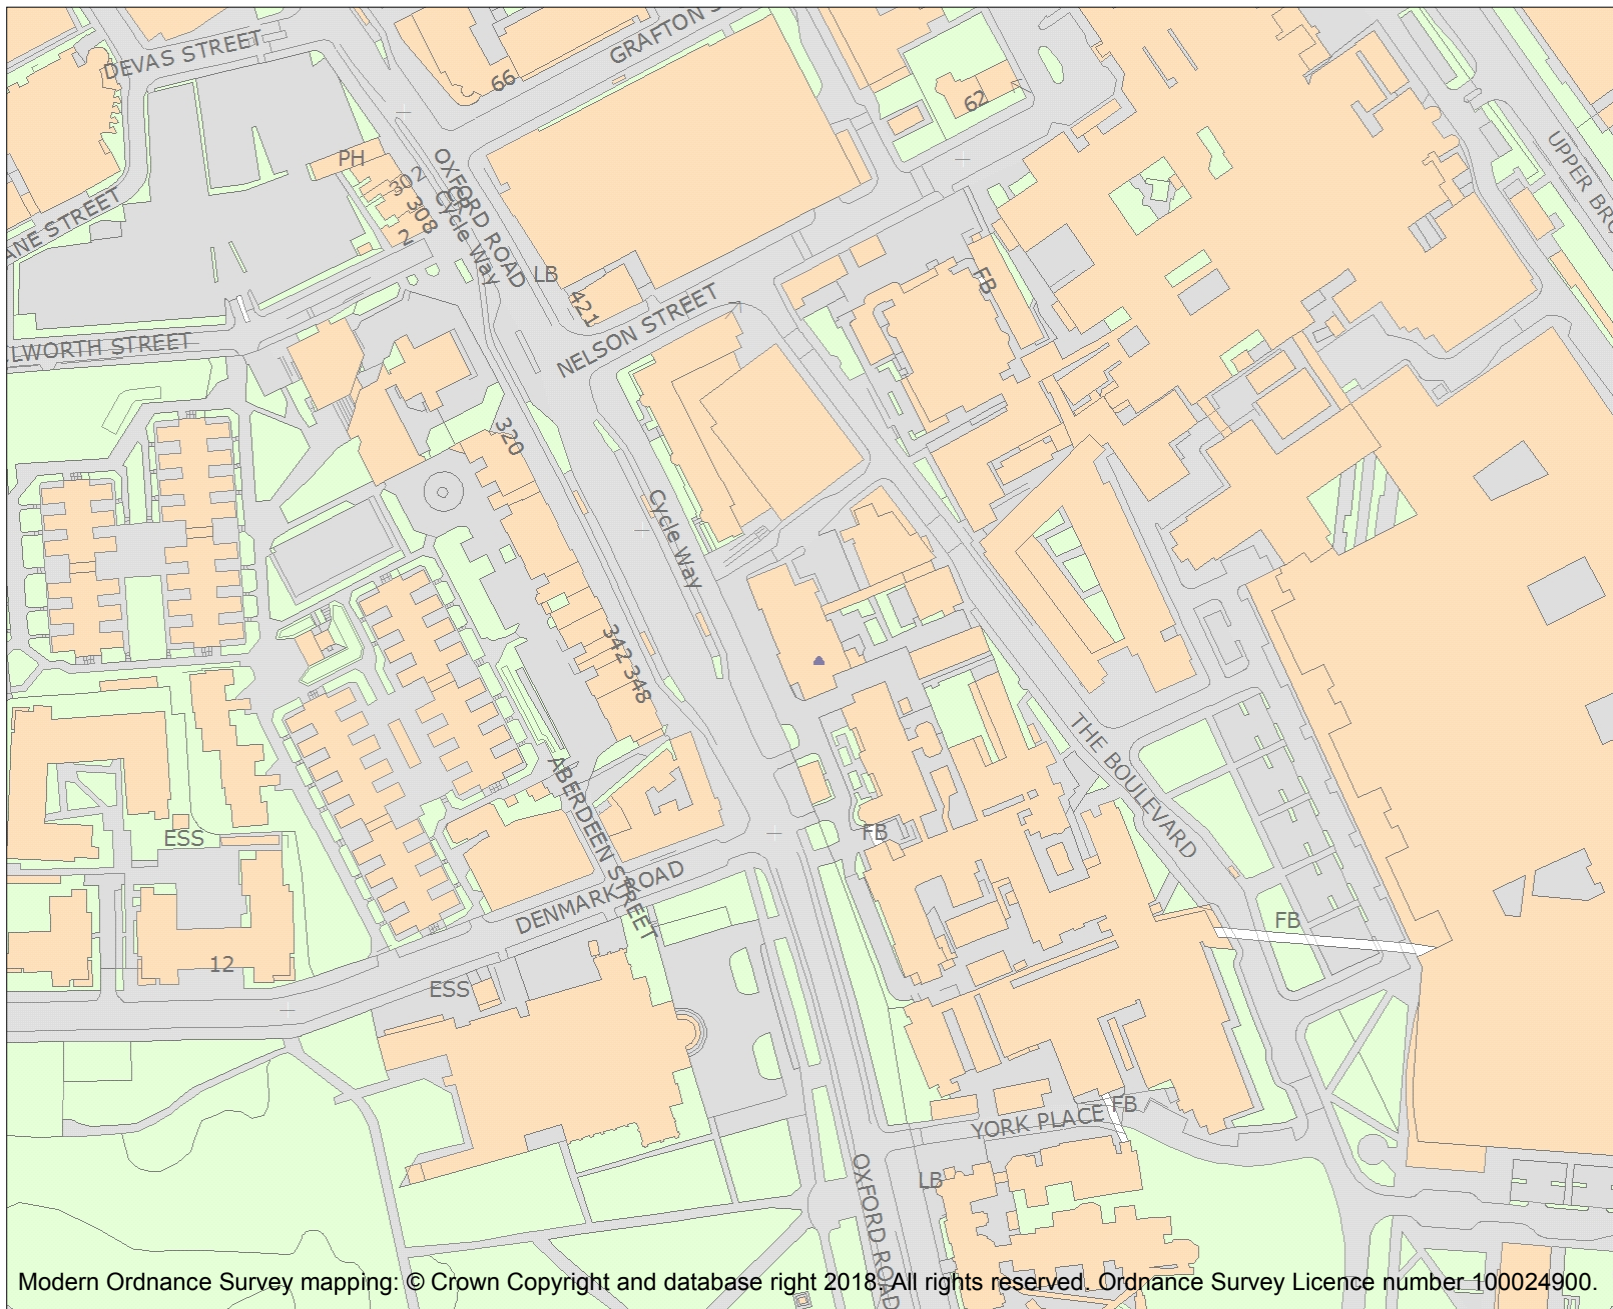 DEVAS STREET
GRAFTON S
66
62
PH
302
308
2
OXFORD ROAD
Cycle Way
UPPER BRO
ANE STREET
LB
421
FB
NELSON STREET
LWORTH STREET
320
Cycle Way
342
348
THE BOULEVARD
ABERDEEN STREET
ESS
FB
DENMARK ROAD
FB
12
ESS
YORK PLACE
FB
OXFORD ROAD
LB
Modern Ordnance Survey mapping: © Crown Copyright and database right 2018. All rights reserved. Ordnance Survey Licence number 100024900.